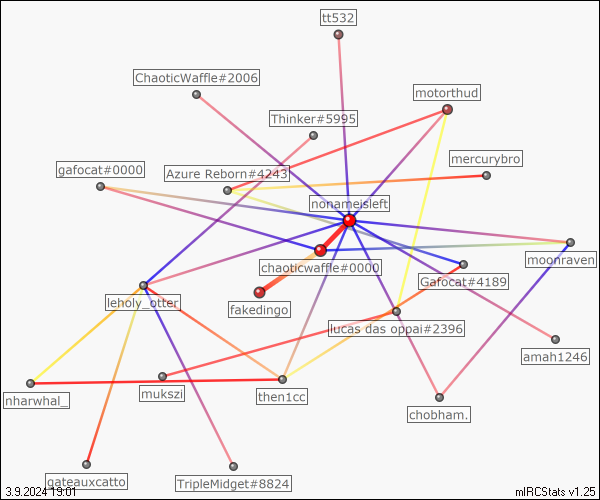 tt532
ChaoticWaffle#2006
motorthud
Thinker#5995
mercurybro
gafocat#0000
Azure Reborn#4243
nonameisleft
moonraven
chaoticwaffle#0000
Gafocat#4189
leholy_otter
fakedingo
lucas das oppai#2396
amah1246
nharwhal_
mukszi
then1cc
chobham.
gateauxcatto
TripleMidget#8824
3.9.2024 19:01
mIRCStats v1.25